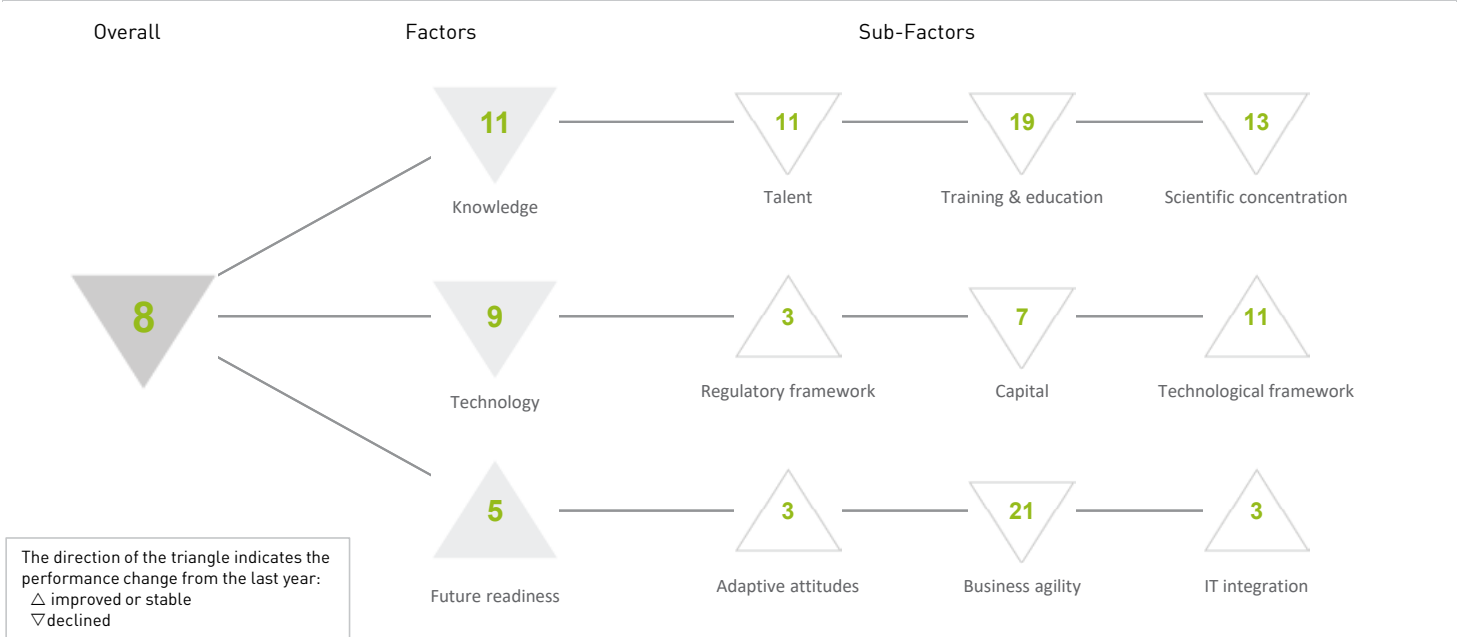 Overall Factors Sub-Factors
11 11 19 13
Knowledge Talent Training & education Scientific concentration
8 9 3 7 11
Technology Regulatory framework Capital Technological framework
5 3 21 3
Future readiness Adaptive attitudes Business agility IT integration
The direction of the triangle indicates the
performance change from the last year:
△ improved or stable
▽ declined